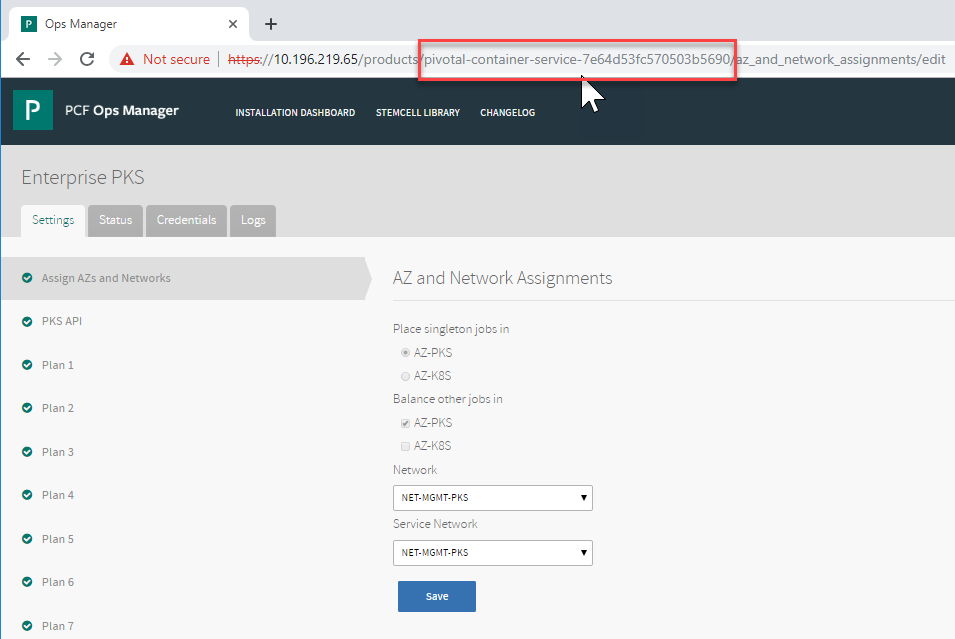 P Ops Manager
Not secure https://10.196.219.65/products/pivotal-container-service-7e64d53fc570503b5690/az_and_network_assignments/edit
P PCF Ops Manager INSTALLATION DASHBOARD STEMCELL LIBRARY CHANGELOG
Enterprise PKS
Settings Status Credentials Logs
Assign AZs and Networks
PKS API
Plan 1
Plan 2
Plan 3
Plan 4
Plan 5
Plan 6
Plan 7
AZ and Network Assignments
Place singleton jobs in
AZ-PKS
AZ-K8S
Balance other jobs in
AZ-PKS
AZ-K8S
Network
NET-MGMT-PKS
Service Network
NET-MGMT-PKS
Save